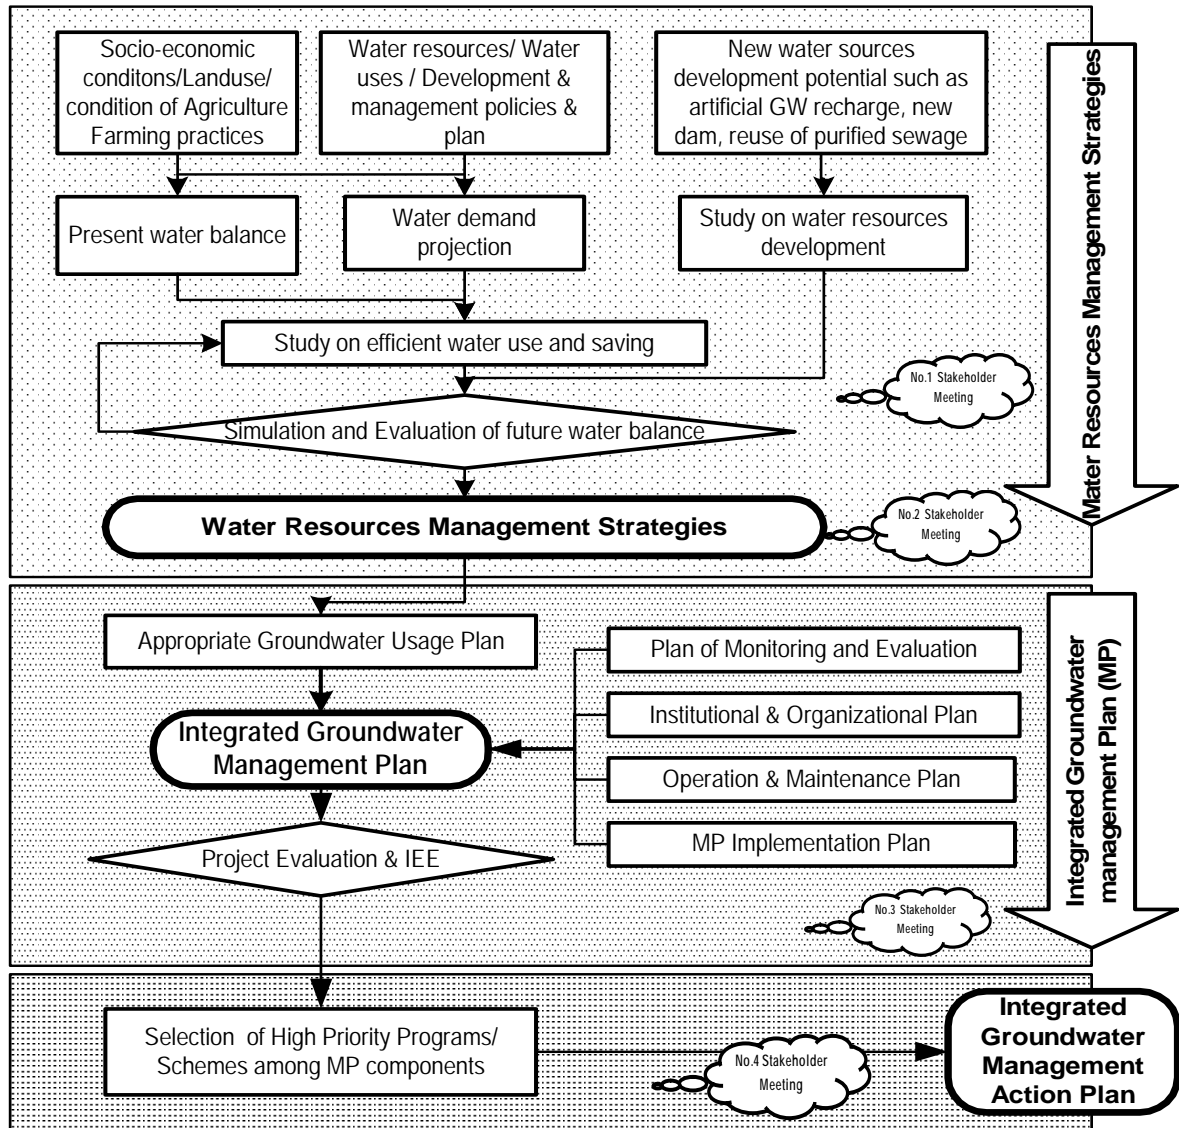 Socio-economic
conditons/Landuse/
condition of Agriculture
Farming practices
Water resources/ Water
uses / Development &
management policies &
plan
New water sources
development potential such as
artificial GW recharge, new
dam, reuse of purified sewage
Present water balance
Water demand
projection
Study on water resources
development
Study on efficient water use and saving
No.1 Stakeholder
Meeting
Simulation and Evaluation of future water balance
Water Resources Management Strategies
No.2 Stakeholder
Meeting
Mater Resources Management Strategies
Appropriate Groundwater Usage Plan
Plan of Monitoring and Evaluation
Institutional & Organizational Plan
Integrated Groundwater
Management Plan
Operation & Maintenance Plan
MP Implementation Plan
Project Evaluation & IEE
No.3 Stakeholder
Meeting
Integrated Groundwater
management Plan (MP)
Selection of High Priority Programs/
Schemes among MP components
No.4 Stakeholder
Meeting
Integrated
Groundwater
Management
Action Plan